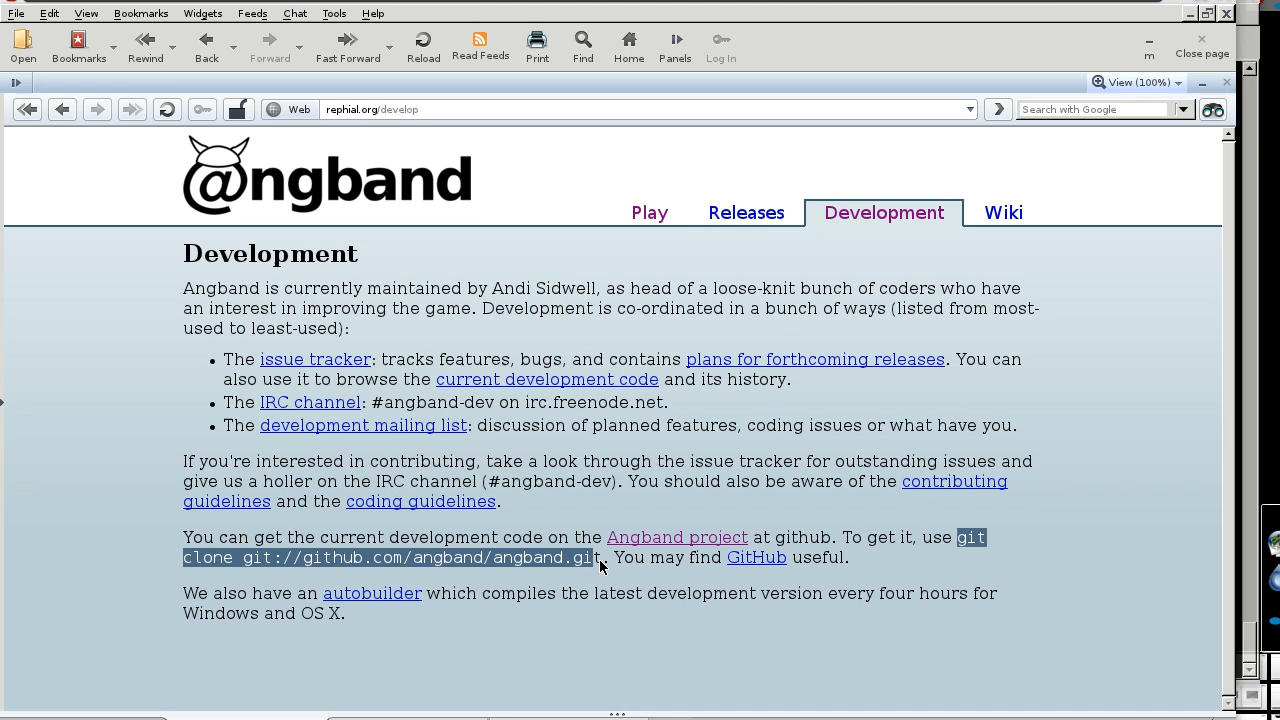 File Edit View Bookmarks Widgets Feeds Chat Tools Help
Open Bookmarks Rewind Back Forward Fast Forward Reload Read Feeds Print Find Home Panels Log In m Close page
View (100%)
Web rephial.org/develop Search with Google
@ngband
Play Releases Development Wiki
Development
Angband is currently maintained by Andi Sidwell, as head of a loose-knit bunch of coders who have
an interest in improving the game. Development is co-ordinated in a bunch of ways (listed from most-
used to least-used):
• The issue tracker: tracks features, bugs, and contains plans for forthcoming releases. You can
also use it to browse the current development code and its history.
• The IRC channel: #angband-dev on irc.freenode.net.
• The development mailing list: discussion of planned features, coding issues or what have you.
If you're interested in contributing, take a look through the issue tracker for outstanding issues and
give us a holler on the IRC channel (#angband-dev). You should also be aware of the contributing
guidelines and the coding guidelines.
You can get the current development code on the Angband project at github. To get it, use git
clone git://github.com/angband/angband.git. You may find GitHub useful.
We also have an autobuilder which compiles the latest development version every four hours for
Windows and OS X.